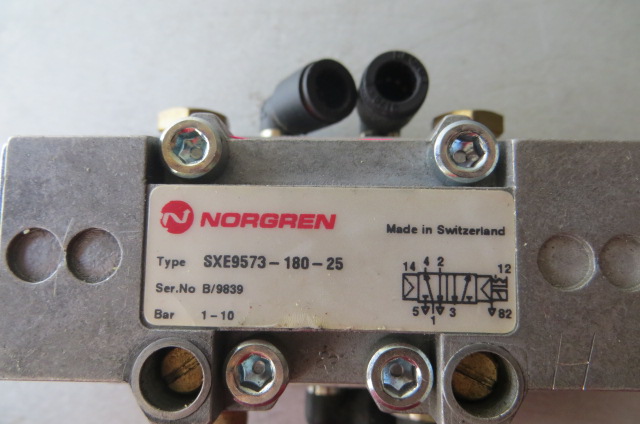 NORGREN
Made in Switzerland
Type SXE9573-180-25
Ser.No B/9839
Bar 1-10
14 4 2 12
5 1 3 82